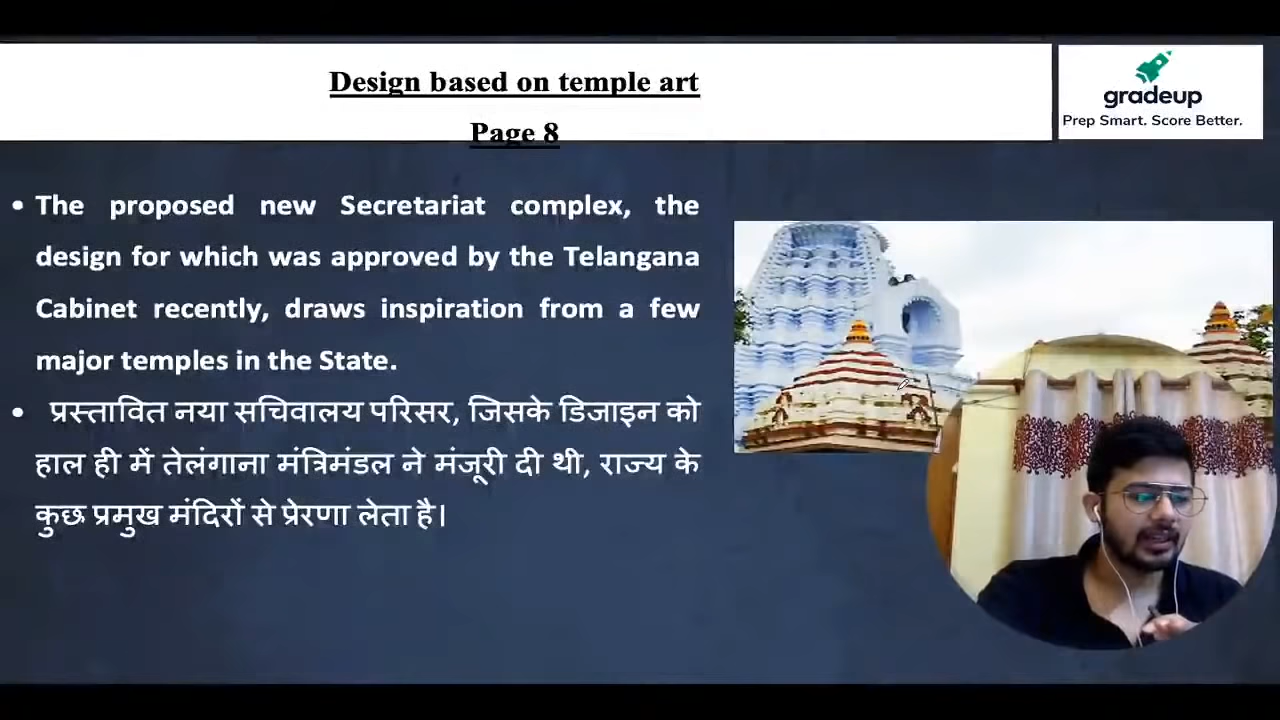 Design based on temple art
Page 8
gradeup
Prep Smart. Score Better.
• The proposed new Secretariat complex, the
design for which was approved by the Telangana
Cabinet recently, draws inspiration from a few
major temples in the State.
• प्रस्तावित नया सचिवालय परिसर, जिसके डिजाइन को
हाल ही में तेलंगाना मंत्रिमंडल ने मंजूरी दी थी, राज्य के
कुछ प्रमुख मंदिरों से प्रेरणा लेता है।